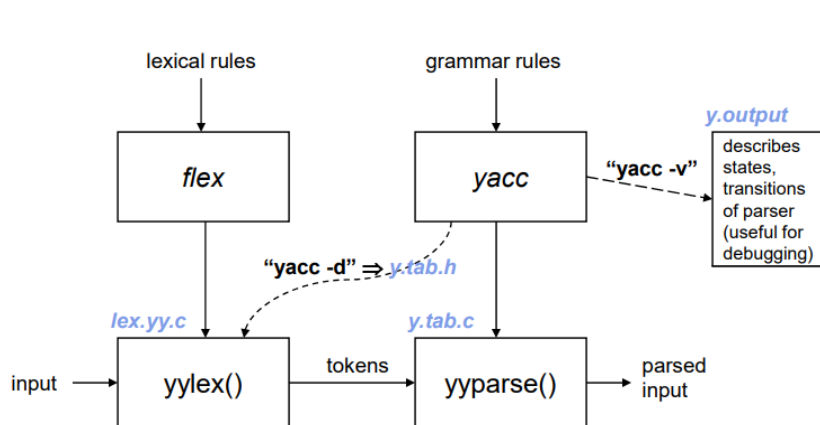 lexical rules
grammar rules
y.output
flex
yacc
“yacc -v”
describes
states,
transitions
of parser
(useful for
debugging)
“yacc -d” ⇒ y.tab.h
lex.yy.c
y.tab.c
input
yylex()
tokens
yyparse()
parsed
input